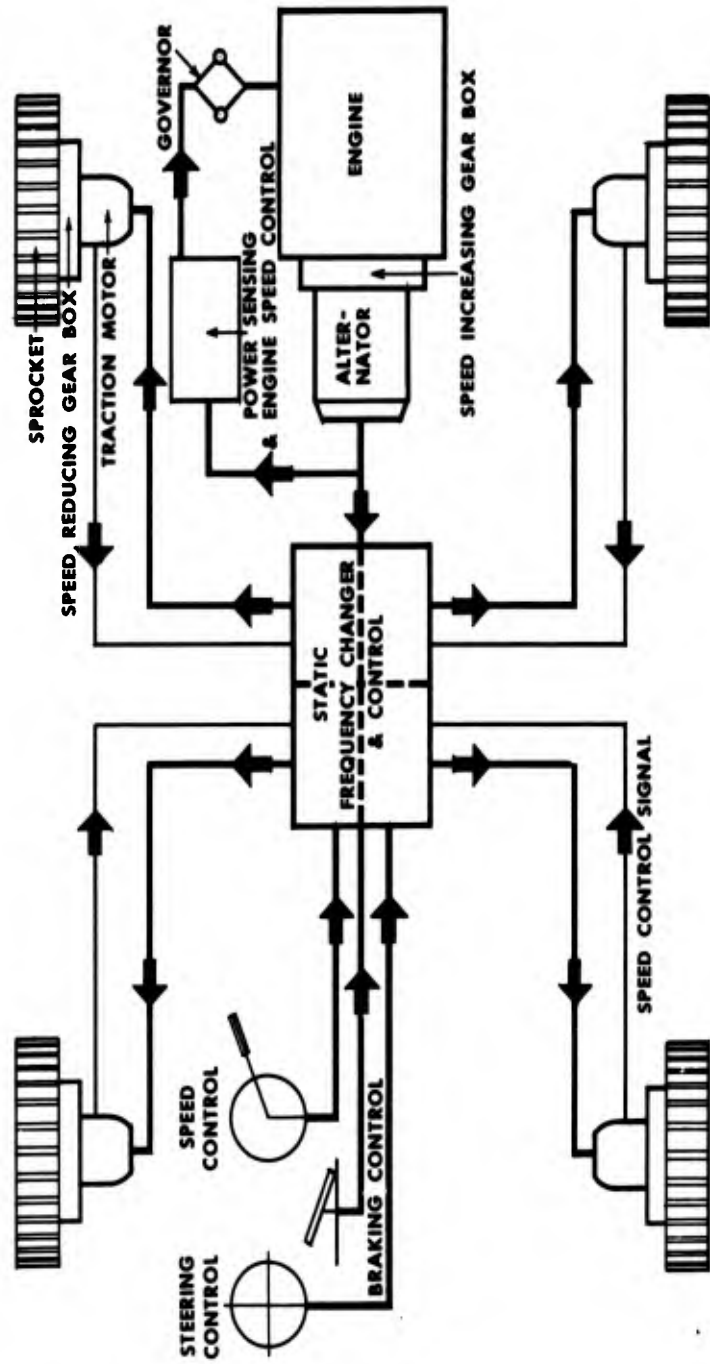 SPROCKET
SPEED REDUCING GEAR BOX
TRACTION MOTOR
GOVERNOR
POWER SENSING
& ENGINE SPEED CONTROL
ENGINE
ALTER-
NATOR
SPEED INCREASING GEAR BOX
STATIC
FREQUENCY CHANGER
& CONTROL
SPEED
CONTROL
STEERING
CONTROL
BRAKING CONTROL
SPEED CONTROL SIGNAL